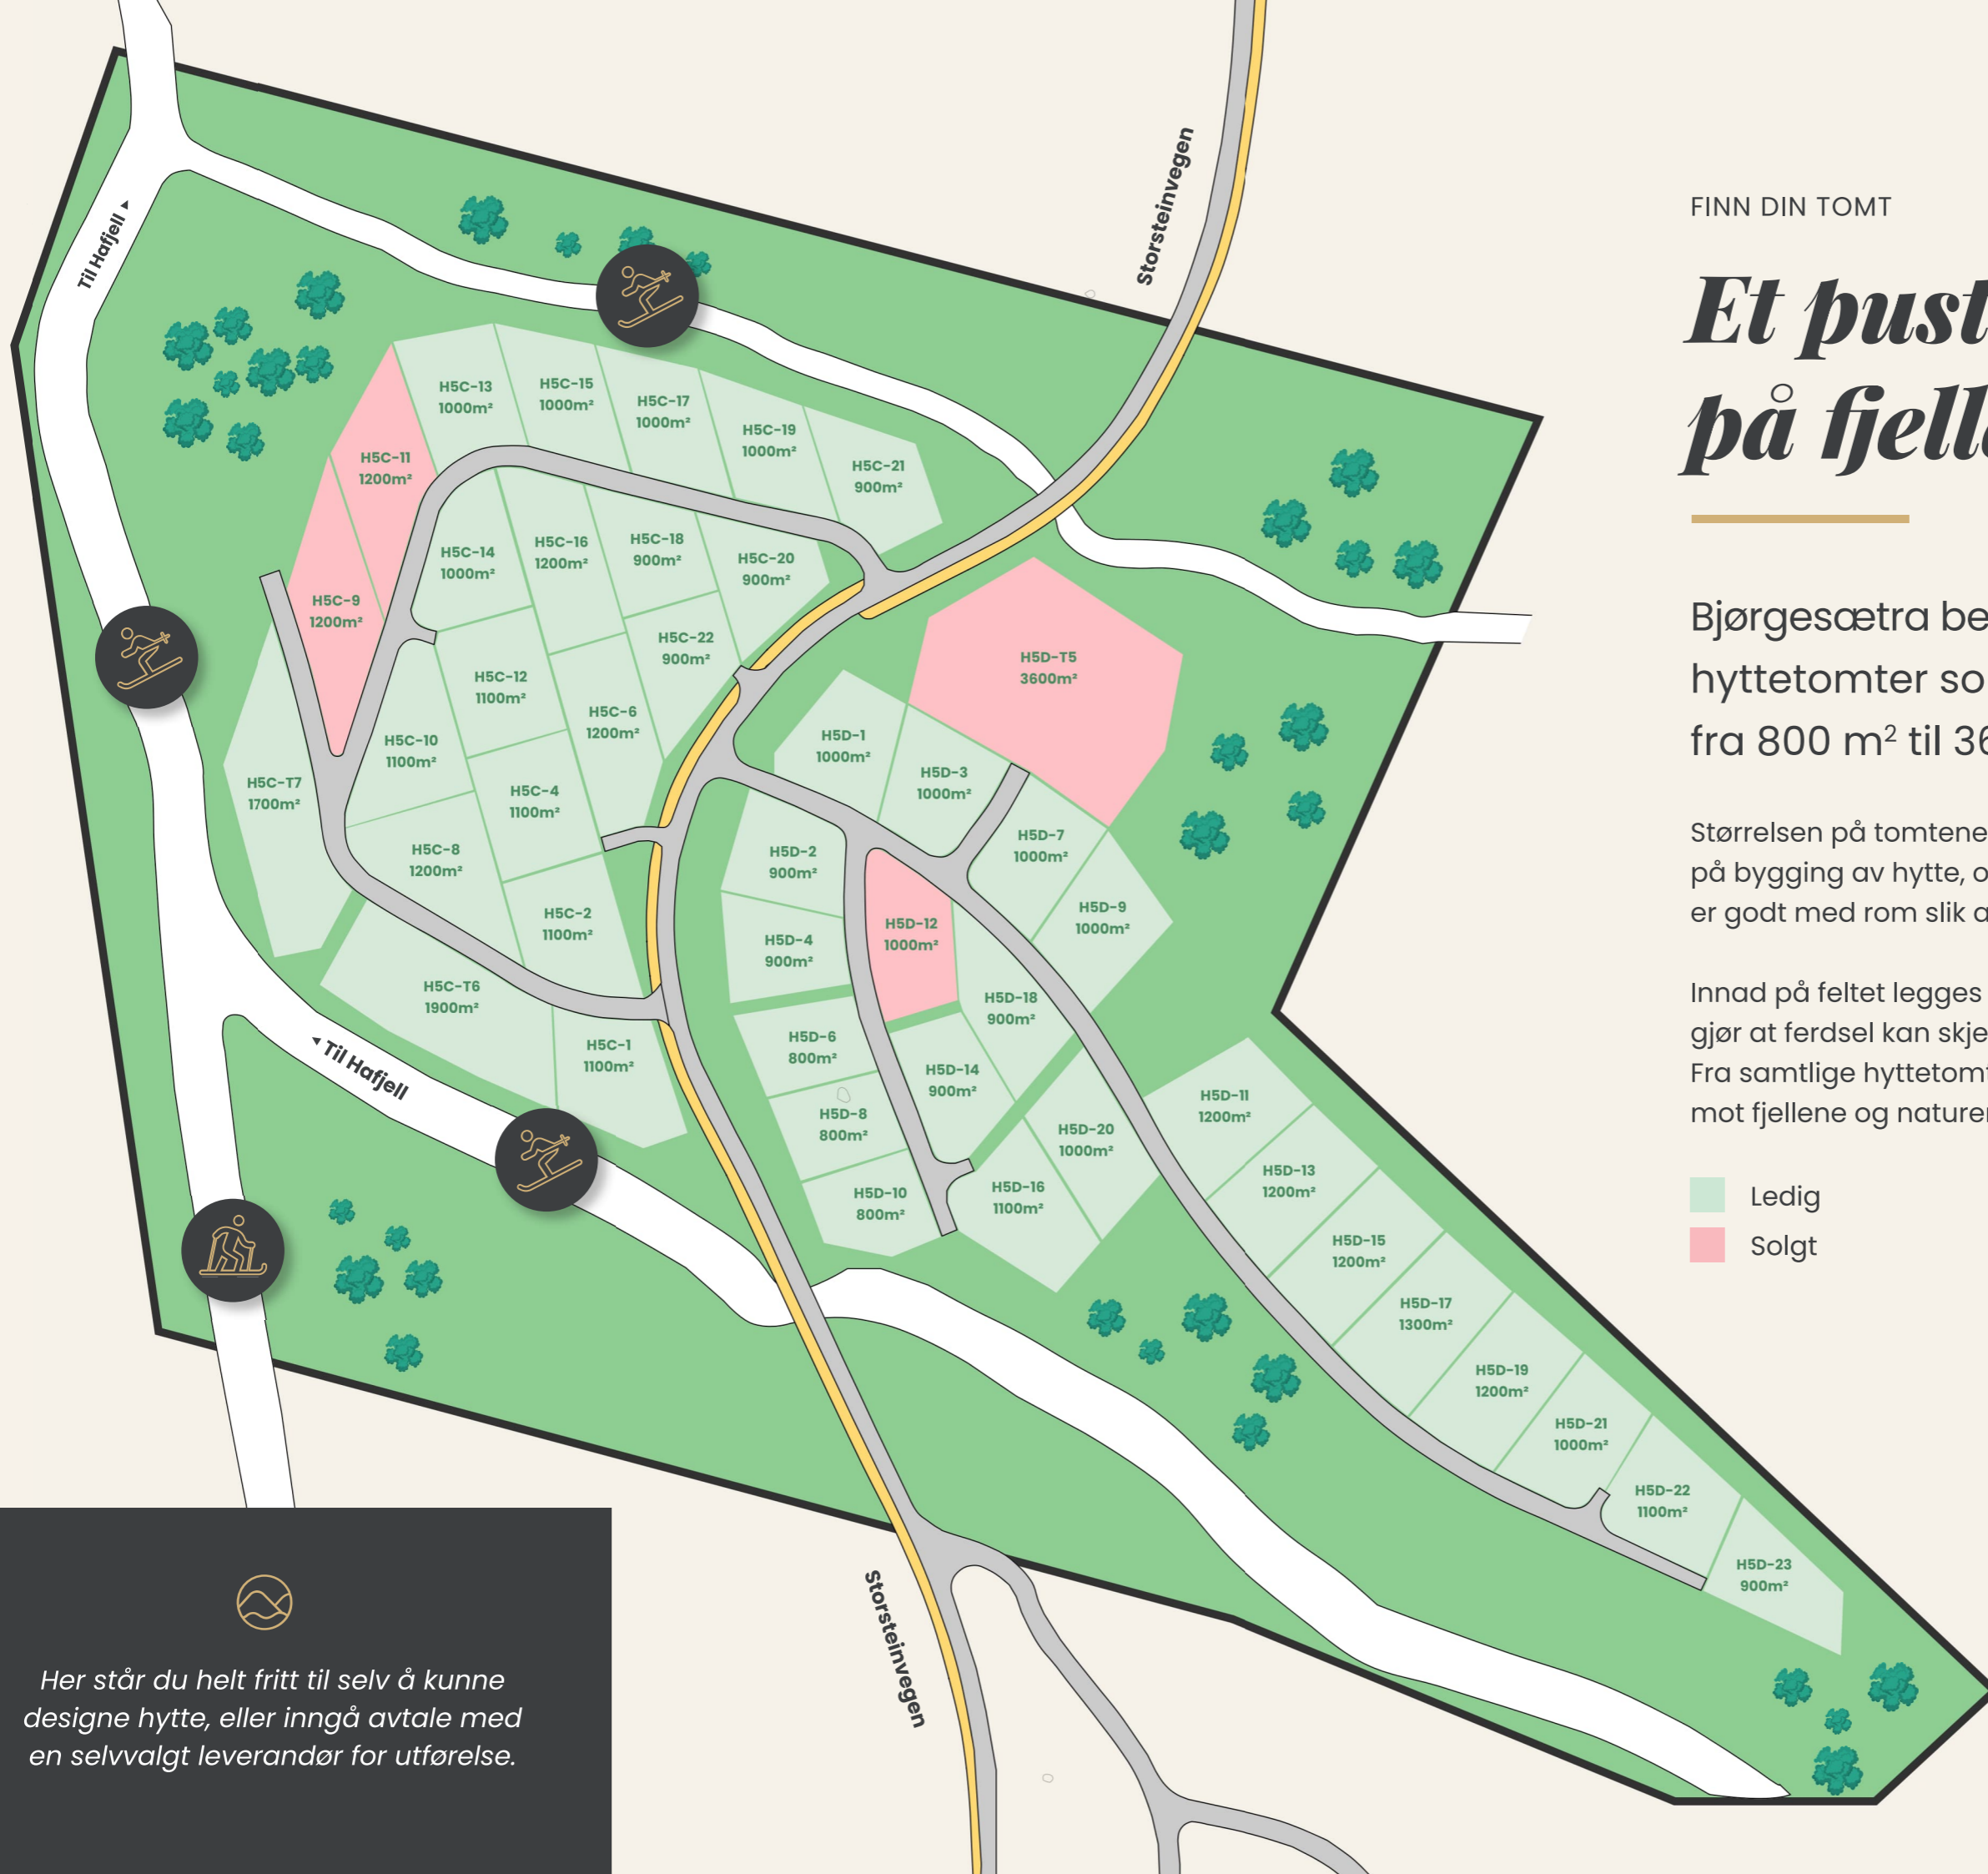 Storsteinvegen
Til Hafjell
H5C-13
1000m²
H5C-15
1000m²
H5C-17
1000m²
H5C-19
1000m²
H5C-21
900m²
H5C-11
1200m²
H5C-14
1000m²
H5C-16
1200m²
H5C-18
900m²
H5C-20
900m²
H5C-9
1200m²
H5C-22
900m²
H5C-12
1100m²
H5C-6
1200m²
H5C-10
1100m²
H5C-T7
1700m²
H5C-4
1100m²
H5C-8
1200m²
H5C-2
1100m²
H5C-T6
1900m²
H5C-1
1100m²
Til Hafjell
H5D-T5
3600m²
H5D-1
1000m²
H5D-3
1000m²
H5D-7
1000m²
H5D-2
900m²
H5D-9
1000m²
H5D-12
1000m²
H5D-4
900m²
H5D-18
900m²
H5D-6
800m²
H5D-14
900m²
H5D-8
800m²
H5D-20
1000m²
H5D-11
1200m²
H5D-10
800m²
H5D-16
1100m²
H5D-13
1200m²
H5D-15
1200m²
H5D-17
1300m²
H5D-19
1200m²
H5D-21
1000m²
H5D-22
1100m²
H5D-23
900m²
Storsteinvegen
FINN DIN TOMT
Et pust
på fjell
Bjørgesætra be
hyttetomter so
fra 800 m² til 36
Størrelsen på tomtene
på bygging av hytte, o
er godt med rom slik a
Innad på feltet legges
gjør at ferdsel kan skje
Fra samtlige hyttetomt
mot fjellene og naturen
Ledig
Solgt
Her står du helt fritt til selv å kunne
designe hytte, eller inngå avtale med
en selvvalgt leverandør for utførelse.